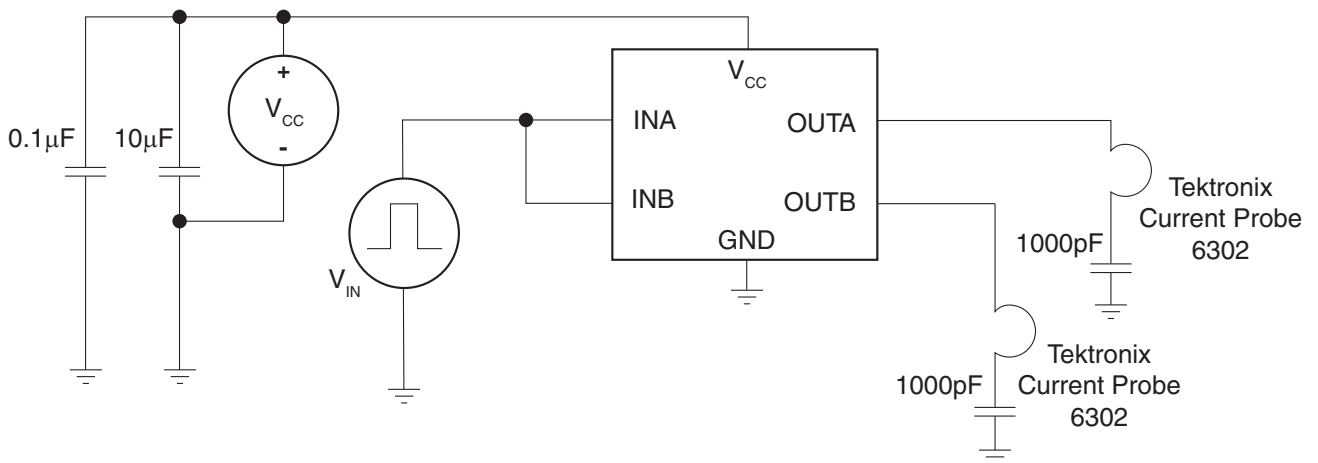 0.1μF
10μF
+
V_CC
-
V_IN
V_CC
INA
OUTA
INB
OUTB
GND
1000pF
Tektronix
Current Probe
6302
1000pF
Tektronix
Current Probe
6302